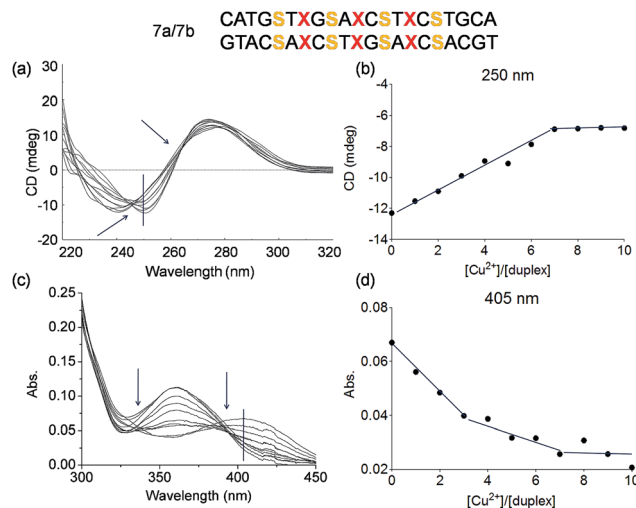 7a/7b
CATGSTXGSAXCSTXCSTGCA
GTACSAXCSTXGSAXCSACGT
(a)
20
10
0
-10
-20
CD (mdeg)
220 240 260 280 300 320
Wavelength (nm)
(b)
250 nm
-4
-6
-8
-10
-12
-14
CD (mdeg)
0 2 4 6 8 10
[Cu²⁺]/[duplex]
(c)
0.25
0.20
0.15
0.10
0.05
0.00
Abs.
300 350 400 450
Wavelength (nm)
(d)
405 nm
0.08
0.06
0.04
0.02
Abs.
0 2 4 6 8 10
[Cu²⁺]/[duplex]